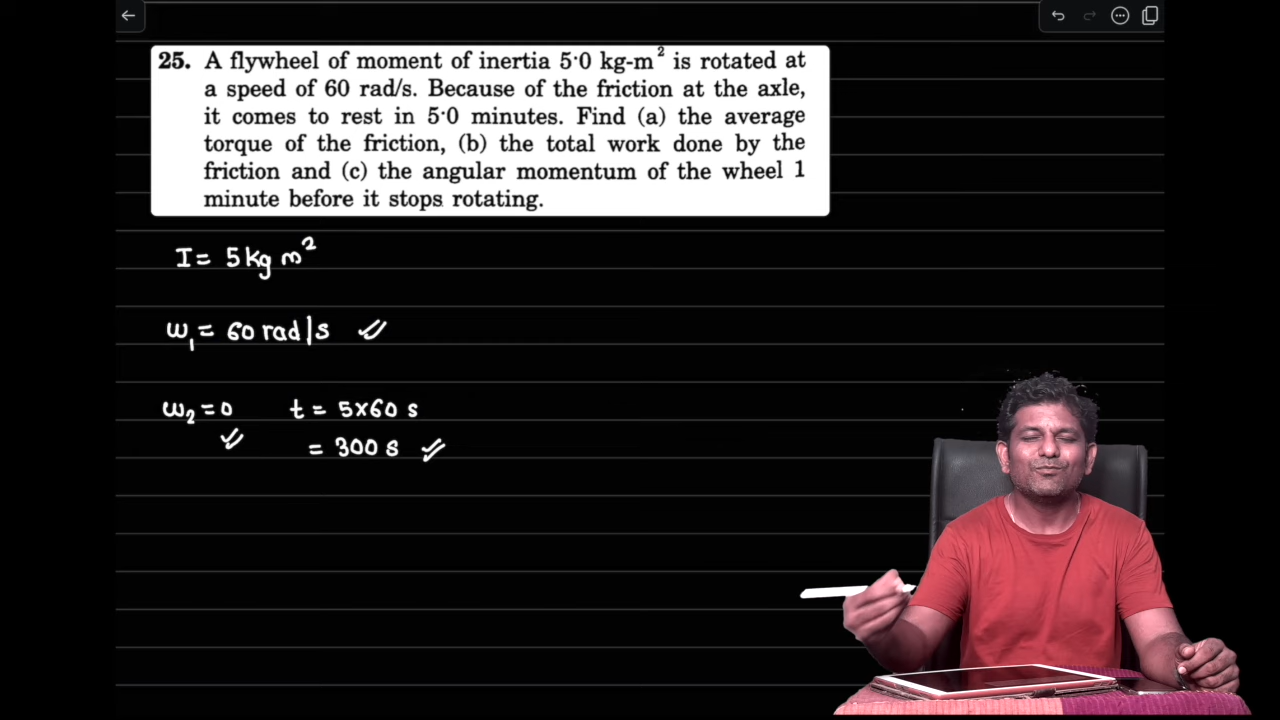 25. A flywheel of moment of inertia 5·0 kg-m² is rotated at
a speed of 60 rad/s. Because of the friction at the axle,
it comes to rest in 5·0 minutes. Find (a) the average
torque of the friction, (b) the total work done by the
friction and (c) the angular momentum of the wheel 1
minute before it stops rotating.
I = 5 kg m²
ω₁ = 60 rad/s
ω₂ = 0 t = 5×60 s
= 300 s